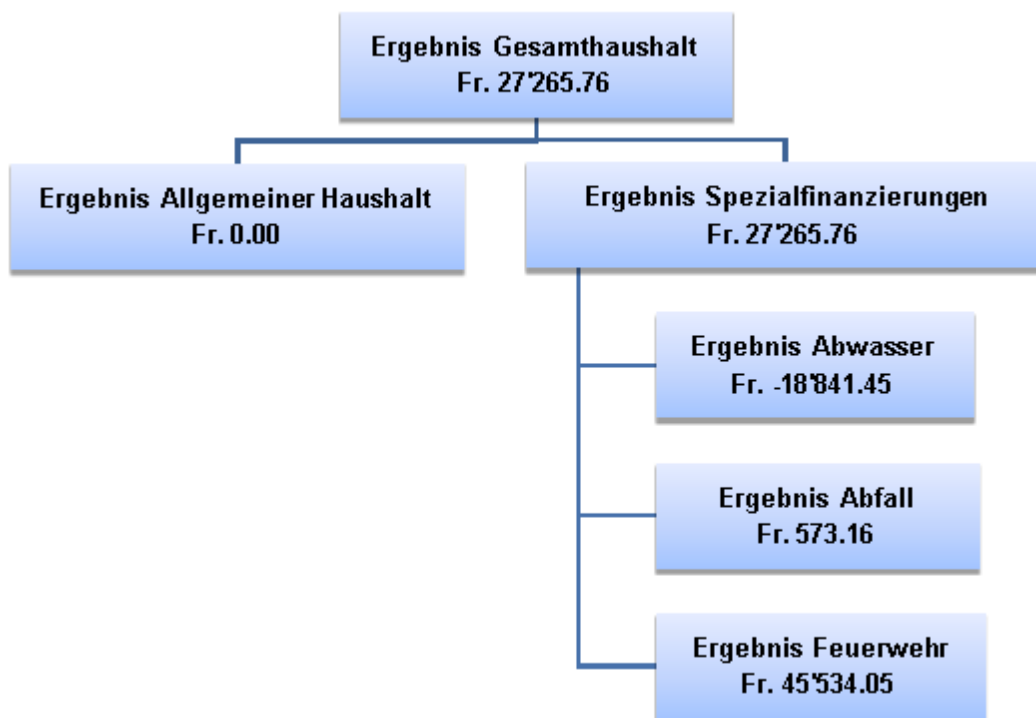 Ergebnis Gesamthaushalt
Fr. 27'265.76
Ergebnis Allgemeiner Haushalt
Fr. 0.00
Ergebnis Spezialfinanzierungen
Fr. 27'265.76
Ergebnis Abwasser
Fr. -18'841.45
Ergebnis Abfall
Fr. 573.16
Ergebnis Feuerwehr
Fr. 45'534.05